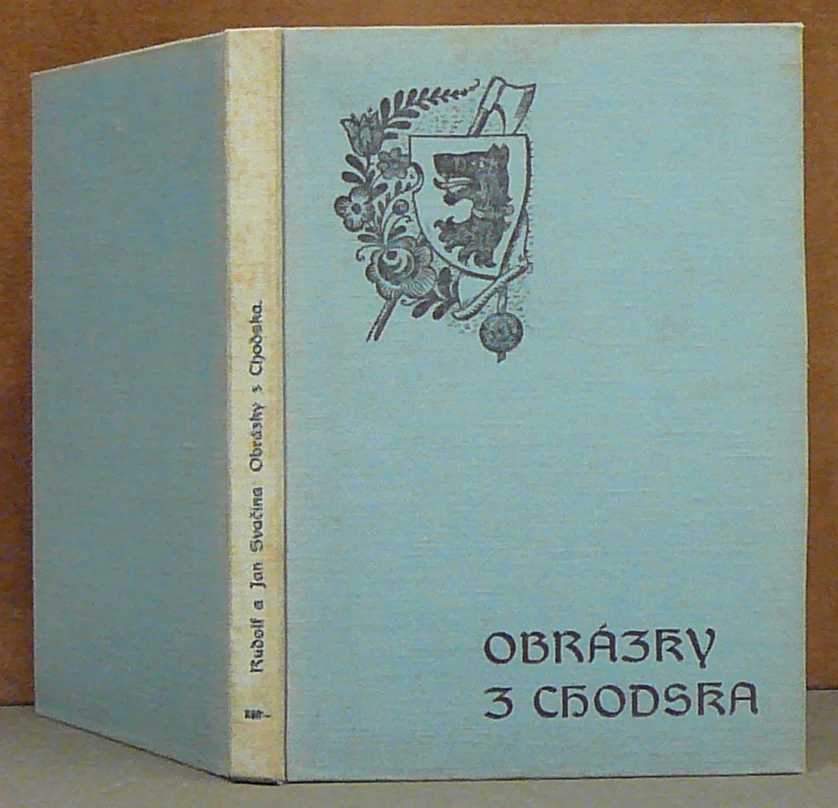 Rudolf a Jan Svačina Obrázky z Chodska.
OBRÁZKY
Z CHODSKA